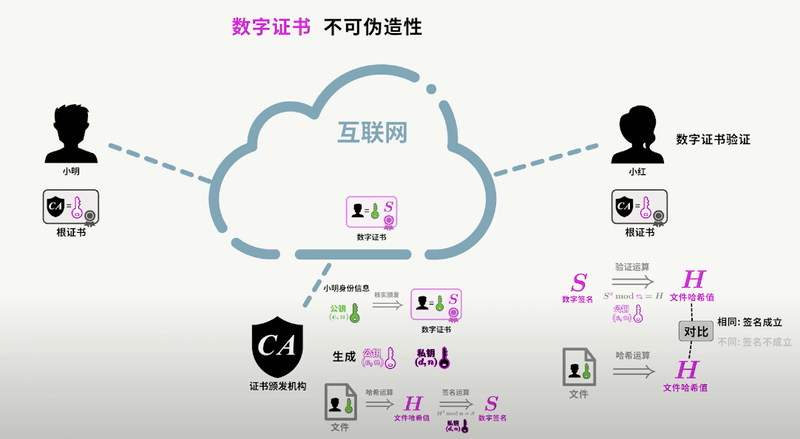 数字证书 不可伪造性
互联网
小明
小红
数字证书验证
CA =
根证书
CA =
根证书
= S
数字证书
小明身份信息
公钥
(e, n)
核实颁发
= S
数字证书
CA
证书颁发机构
生成
公钥
(e, n)
私钥
(d, n)
文件
哈希运算
H
文件哈希值
签名运算
H^d mod n = S
私钥
(d, n)
S
数字签名
S
数字签名
验证运算
S^e mod n = H
公钥
(e, n)
H
文件哈希值
对比
相同: 签名成立
不同: 签名不成立
文件
哈希运算
H
文件哈希值